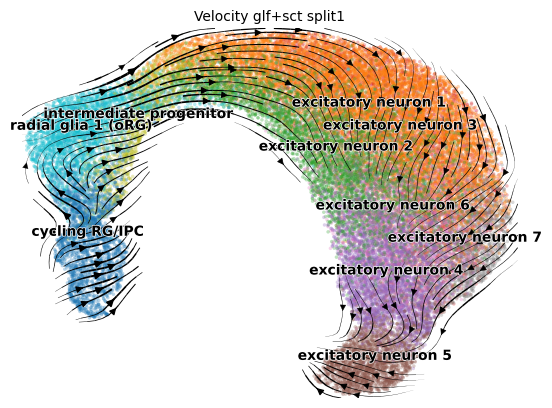 Velocity glf+sct split1
excitatory neuron 1
intermediate progenitor
radial glia 1 (oRG)
excitatory neuron 3
excitatory neuron 2
excitatory neuron 6
cycling RG/IPC
excitatory neuron 7
excitatory neuron 4
excitatory neuron 5